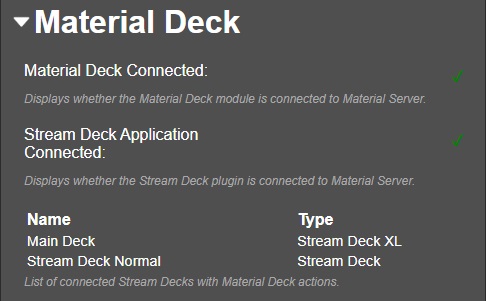 Material Deck
Material Deck Connected:
Displays whether the Material Deck module is connected to Material Server.
Stream Deck Application
Connected:
Displays whether the Stream Deck plugin is connected to Material Server.
Name Type
Main Deck Stream Deck XL
Stream Deck Normal Stream Deck
List of connected Stream Decks with Material Deck actions.